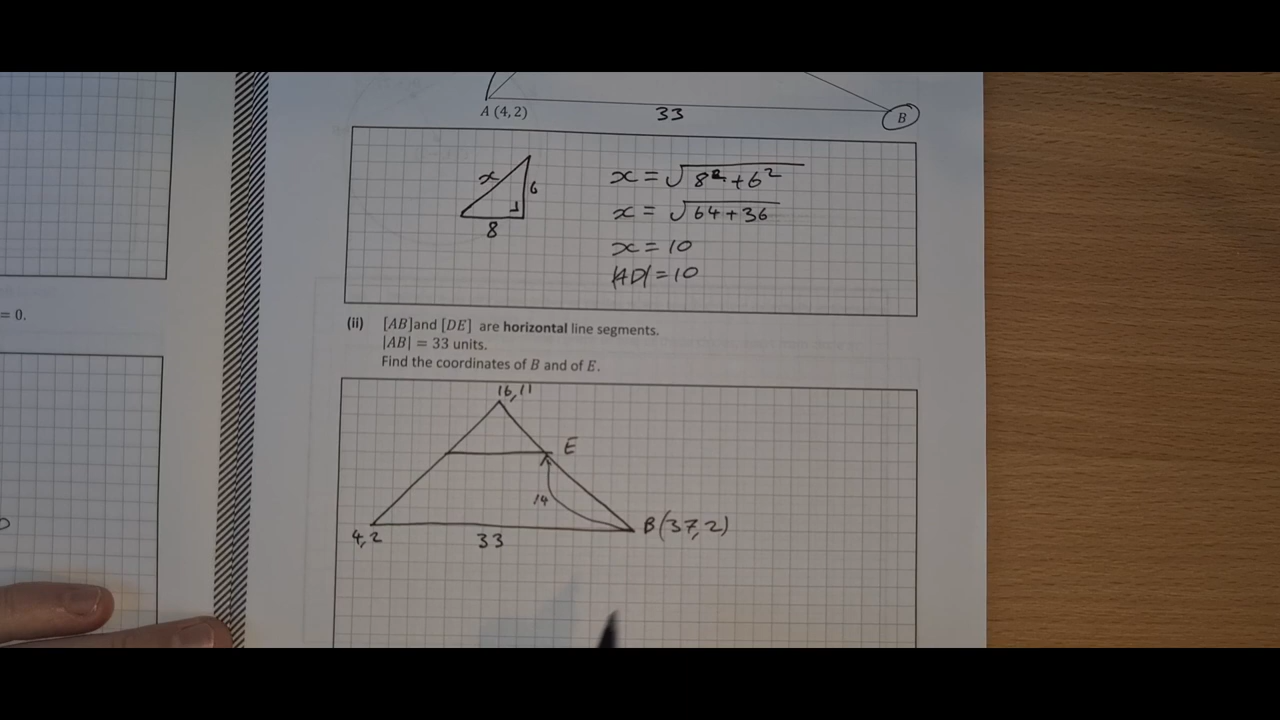 A (4, 2)
33
B
x
6
8
x = √8² + 6²
x = √64 + 36
x = 10
|AD| = 10
= 0.
(ii) [AB]and [DE] are horizontal line segments.
|AB| = 33 units.
Find the coordinates of B and of E.
16, 11
E
14
4, 2
33
B (37, 2)